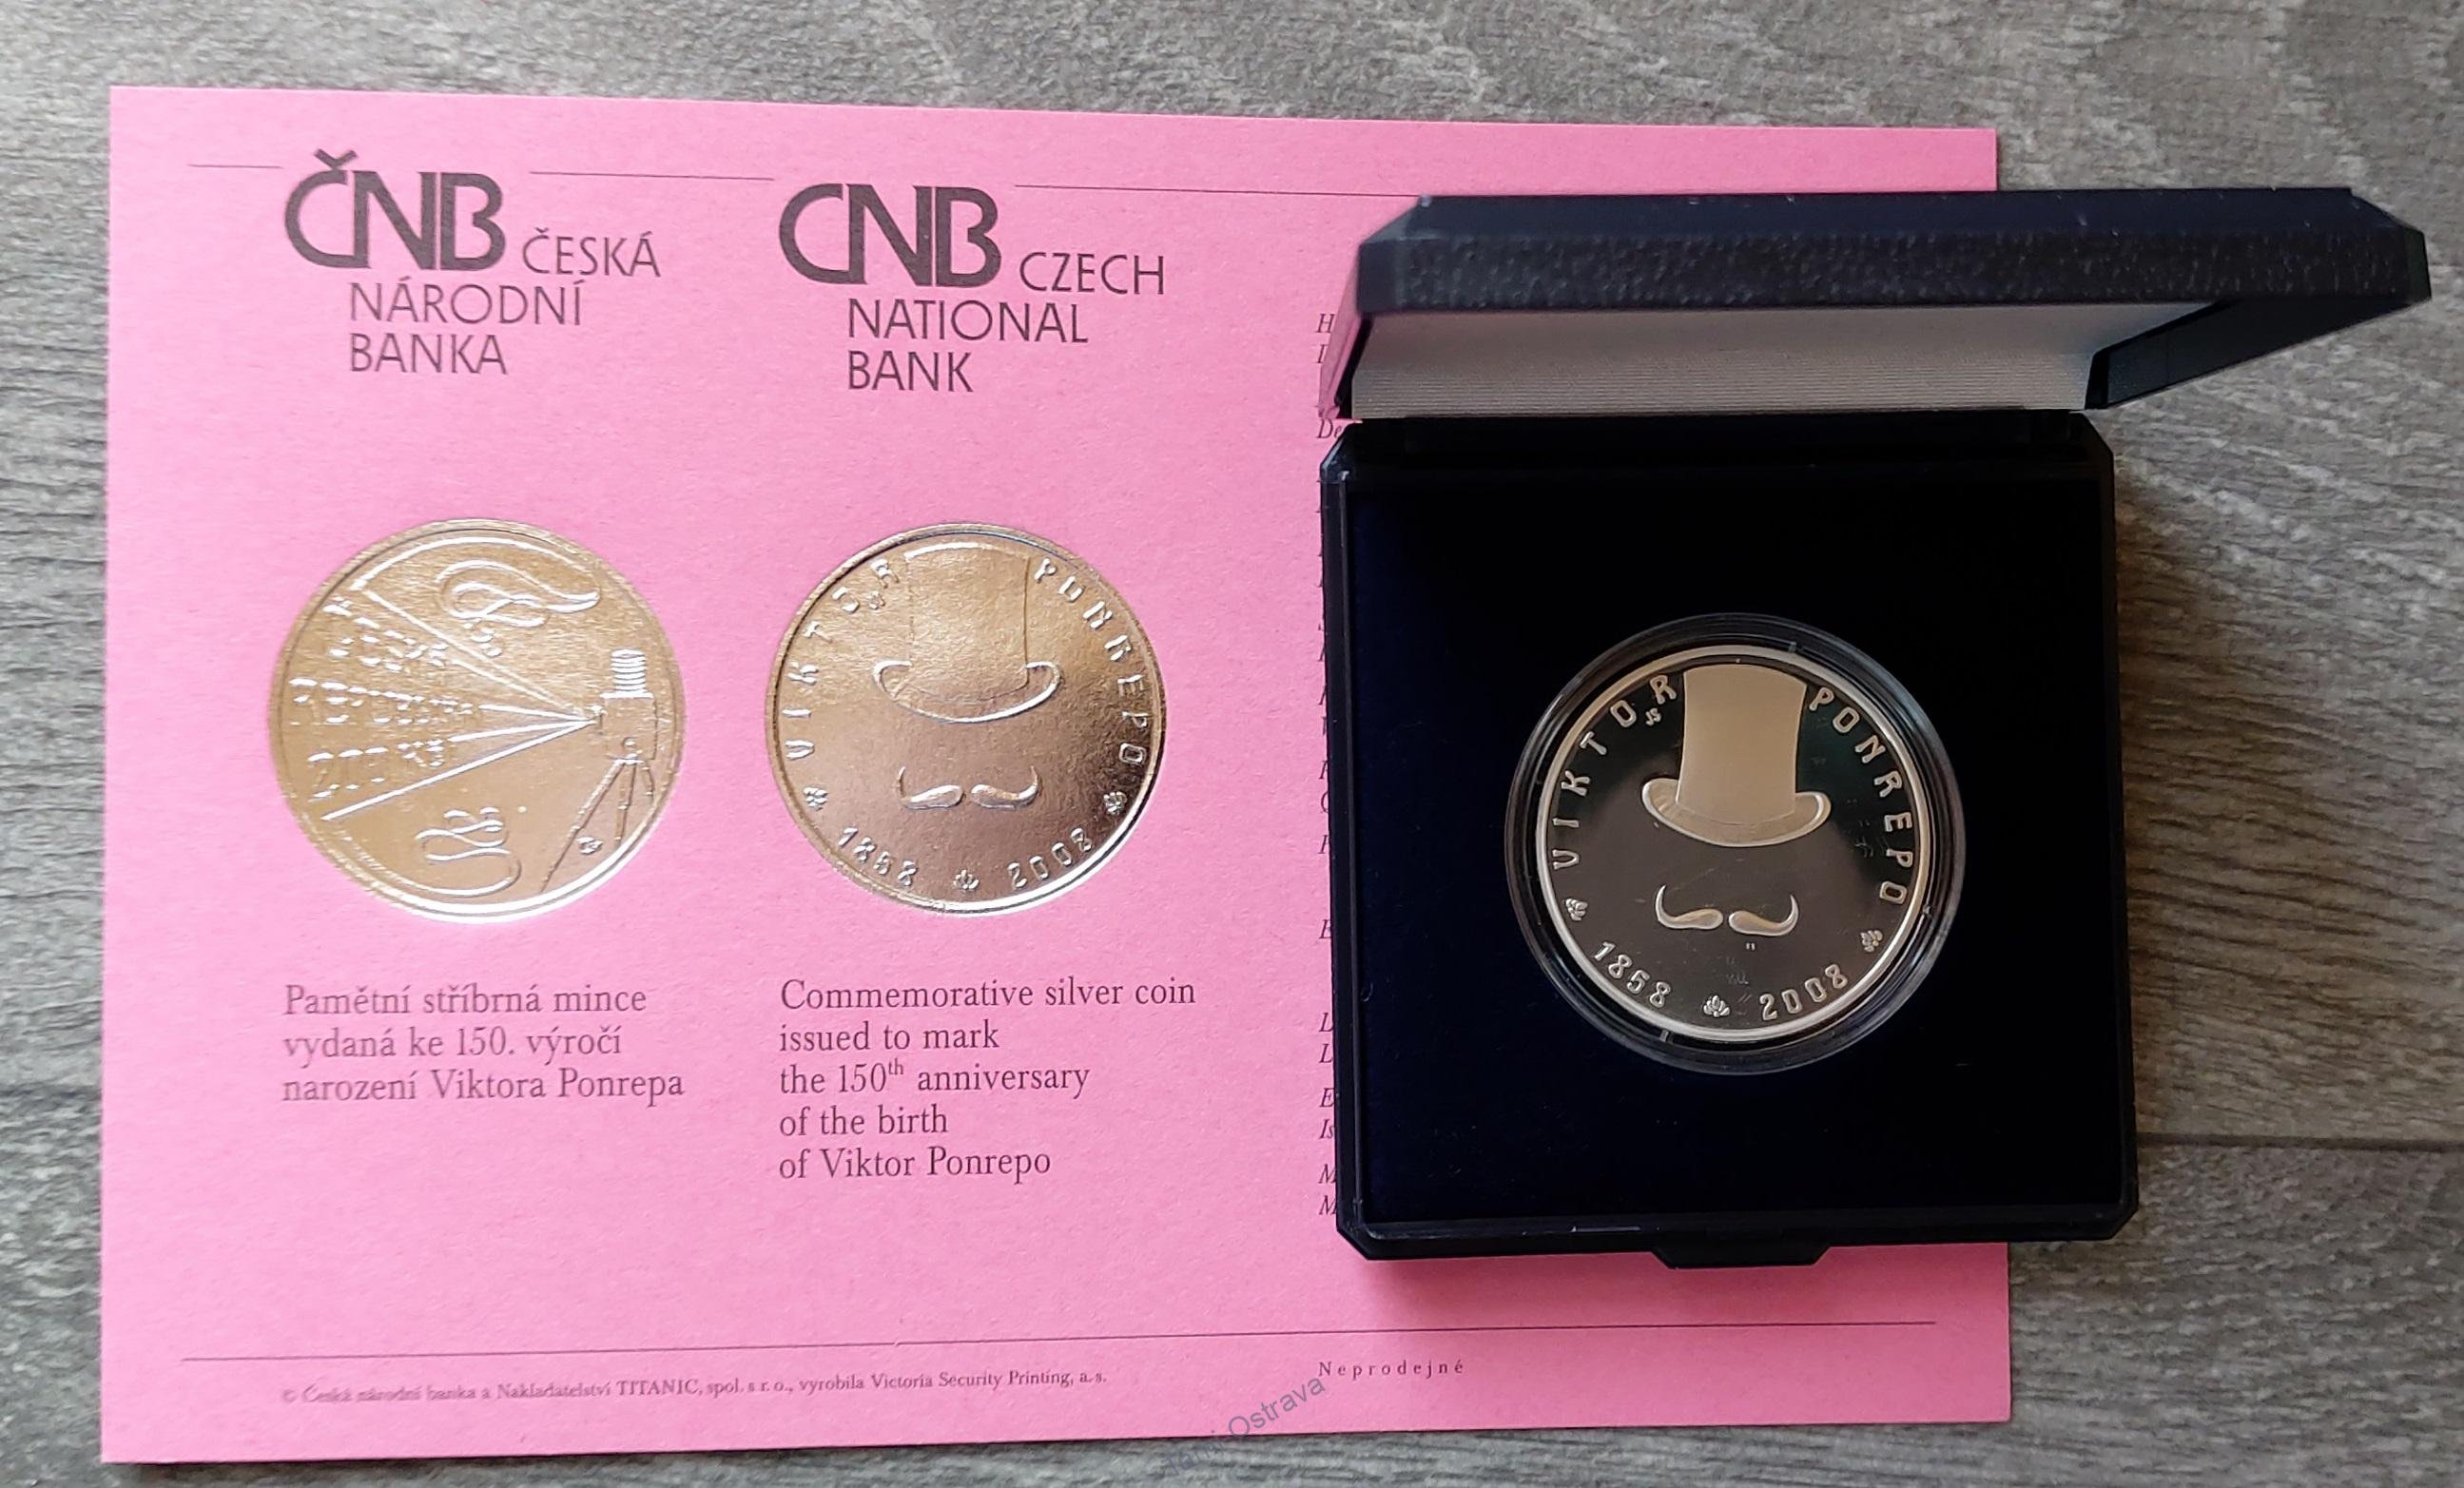 ČNB ČESKÁ
NÁRODNÍ
BANKA
CNB CZECH
NATIONAL
BANK
VIKTOR PONREPO
1858 2008
Pamětní stříbrná mince
vydaná ke 150. výročí
narození Viktora Ponrepa
Commemorative silver coin
issued to mark
the 150th anniversary
of the birth
of Viktor Ponrepo
VIKTOR PONREPO
JS
1858 2008
© Česká národní banka a Nakladatelství TITANIC, spol. s r. o., vyrobila Victoria Security Printing, a. s.
Neprodejné
Ostrava